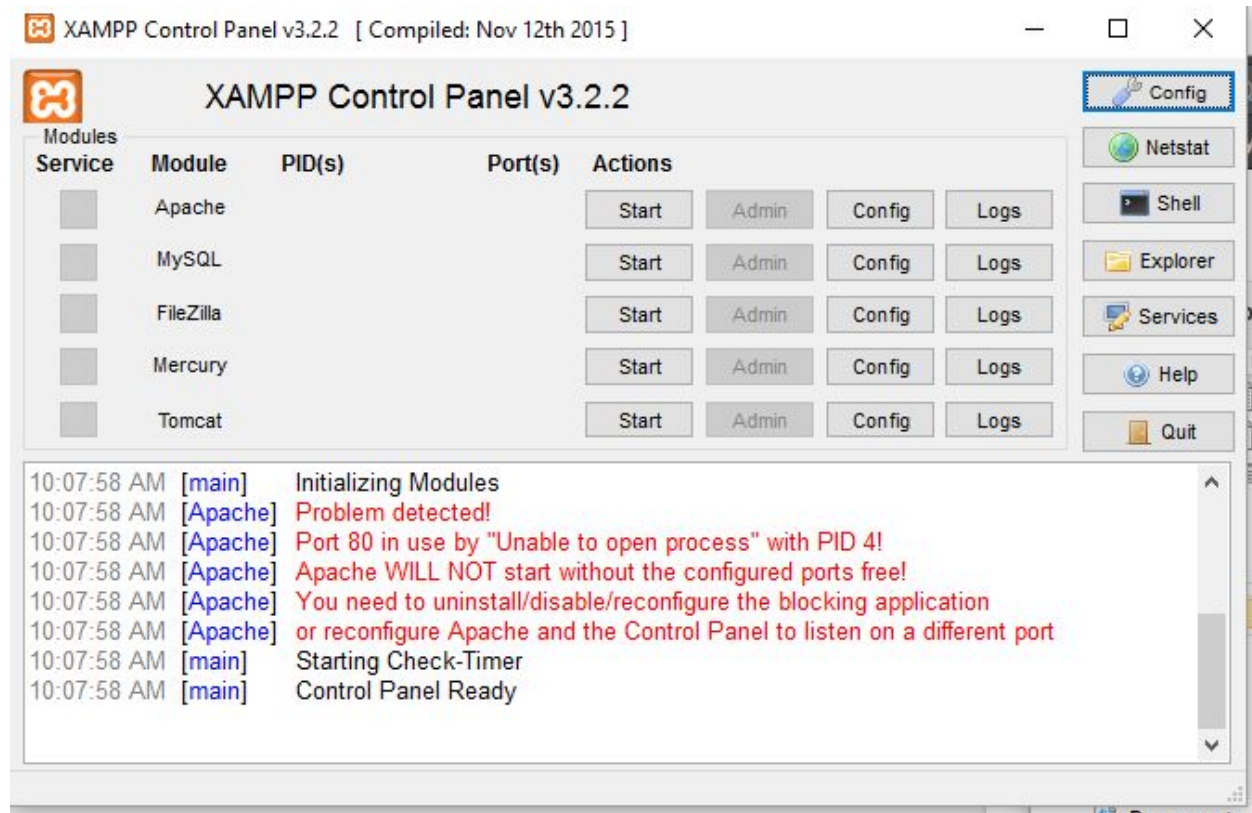 XAMPP Control Panel v3.2.2 [ Compiled: Nov 12th 2015 ]
XAMPP Control Panel v3.2.2
Config
Modules
Netstat
Service Module PID(s) Port(s) Actions
Shell
Apache Start Admin Config Logs
MySQL Start Admin Config Logs
Explorer
FileZilla Start Admin Config Logs
Services
Mercury Start Admin Config Logs
Help
Tomcat Start Admin Config Logs
Quit
10:07:58 AM [main] Initializing Modules
10:07:58 AM [Apache] Problem detected!
10:07:58 AM [Apache] Port 80 in use by "Unable to open process" with PID 4!
10:07:58 AM [Apache] Apache WILL NOT start without the configured ports free!
10:07:58 AM [Apache] You need to uninstall/disable/reconfigure the blocking application
10:07:58 AM [Apache] or reconfigure Apache and the Control Panel to listen on a different port
10:07:58 AM [main] Starting Check-Timer
10:07:58 AM [main] Control Panel Ready